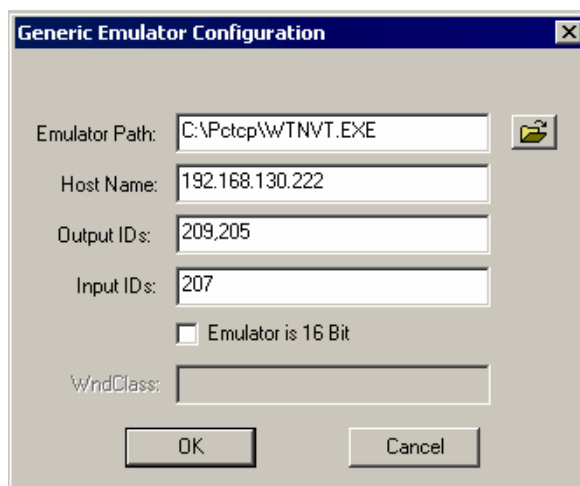 Generic Emulator Configuration
Emulator Path: C:\Pctcp\WTNVT.EXE
Host Name: 192.168.130.222
Output IDs: 209,205
Input IDs: 207
Emulator is 16 Bit
WndClass:
OK Cancel